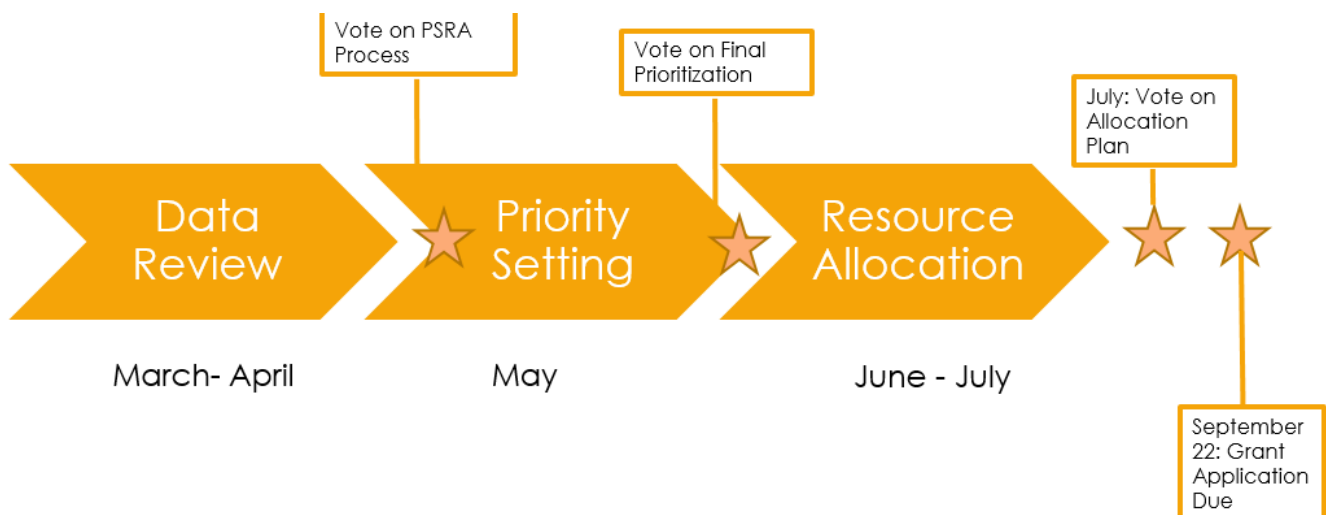 Vote on PSRA
Process
Vote on Final
Prioritization
July: Vote on
Allocation
Plan
Data
Review
Priority
Setting
Resource
Allocation
March- April
May
June - July
September
22: Grant
Application
Due